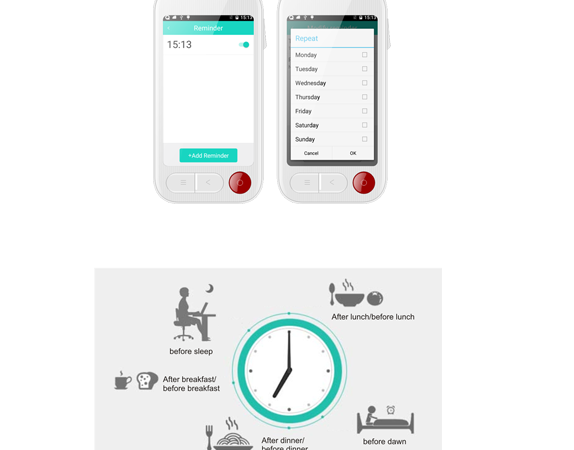 15:13
Reminder
15:13
+Add Reminder
15:13
Repeat
Monday
Tuesday
Wednesday
Thursday
Friday
Saturday
Sunday
Cancel OK
before sleep
After lunch/before lunch
After breakfast/
before breakfast
After dinner/
before dinner
before dawn